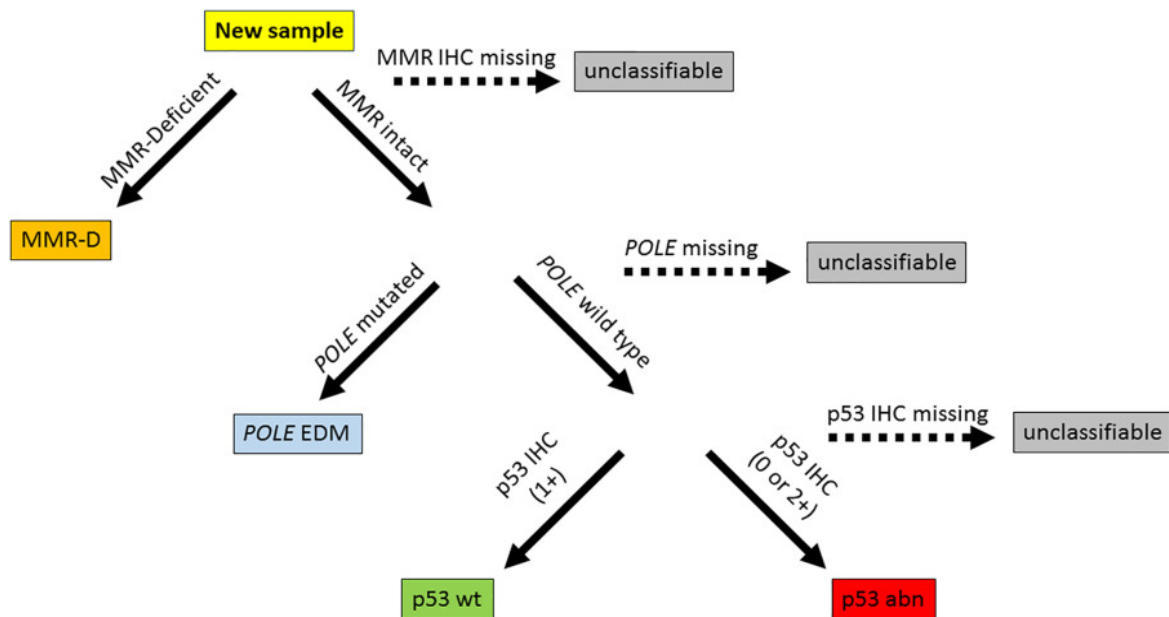 New sample
MMR IHC missing
unclassifiable
MMR-Deficient
MMR intact
MMR-D
POLE missing
unclassifiable
POLE mutated
POLE wild type
POLE EDM
p53 IHC missing
unclassifiable
p53 IHC
(1+)
p53 IHC
(0 or 2+)
p53 wt
p53 abn